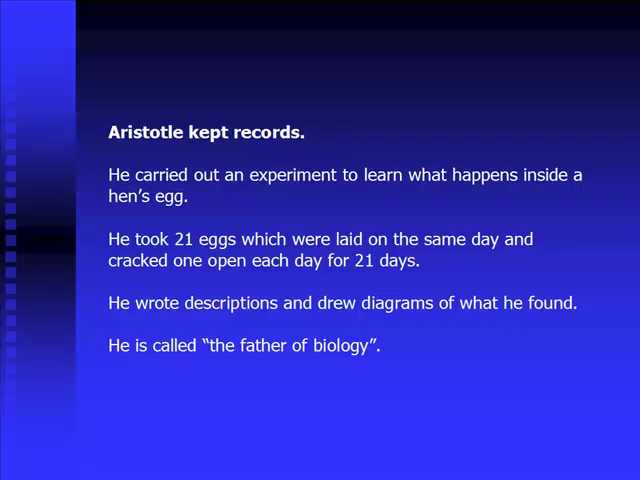 Aristotle kept records.
He carried out an experiment to learn what happens inside a
hen’s egg.
He took 21 eggs which were laid on the same day and
cracked one open each day for 21 days.
He wrote descriptions and drew diagrams of what he found.
He is called “the father of biology”.